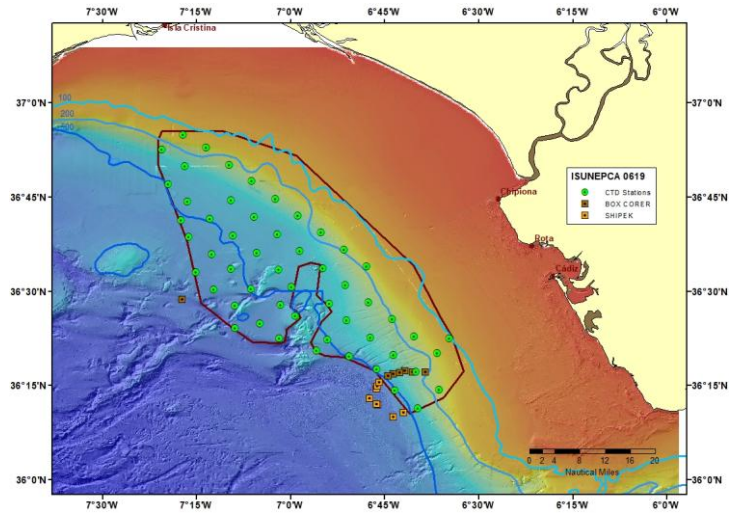 7°30'W 7°15'W 7°0'W 6°45'W 6°30'W 6°15'W 6°0'W
Isla Cristina
37°0'N 37°0'N
100
200
ISUNEPCA 0619
CTD Stations
BOX CORER
SHIPEK
36°45'N 36°45'N
Chipiona
Rota
Cádiz
36°30'N 36°30'N
36°15'N 36°15'N
0 2 4 8 12 16 20
Nautical Miles
36°0'N 36°0'N
7°30'W 7°15'W 7°0'W 6°45'W 6°30'W 6°15'W 6°0'W